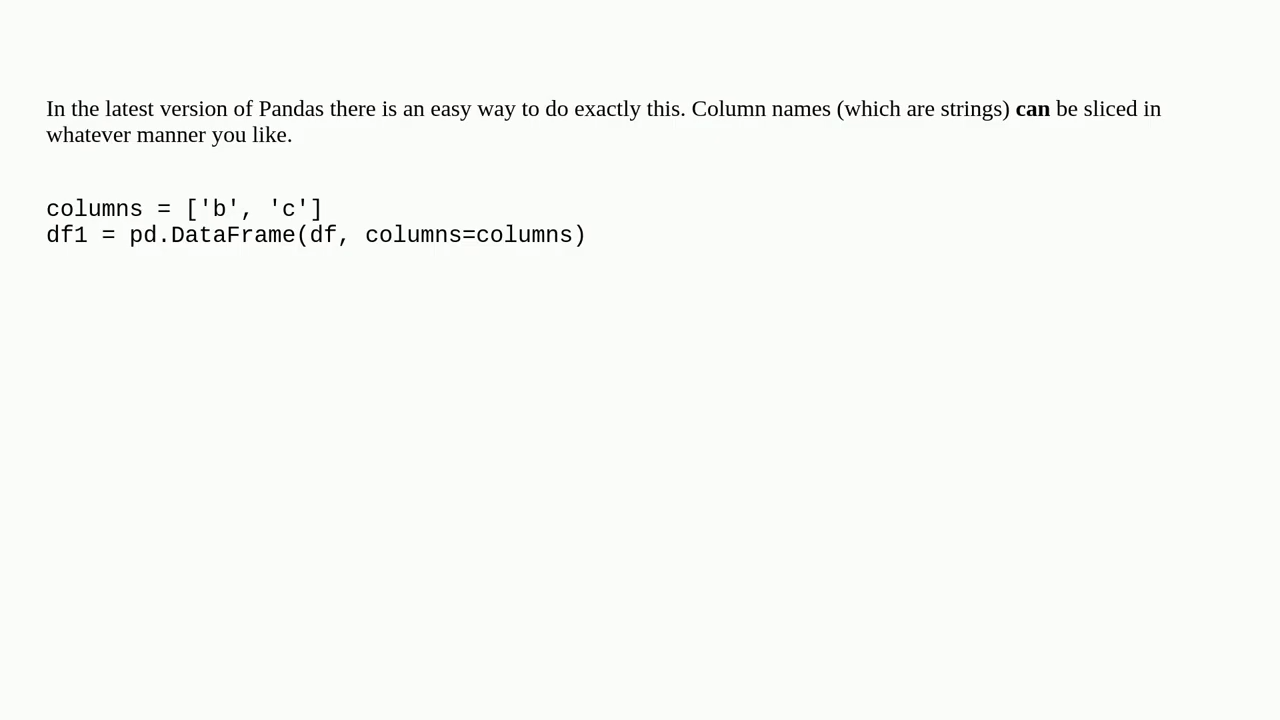 In the latest version of Pandas there is an easy way to do exactly this. Column names (which are strings) can be sliced in
whatever manner you like.
columns = ['b', 'c']
df1 = pd.DataFrame(df, columns=columns)